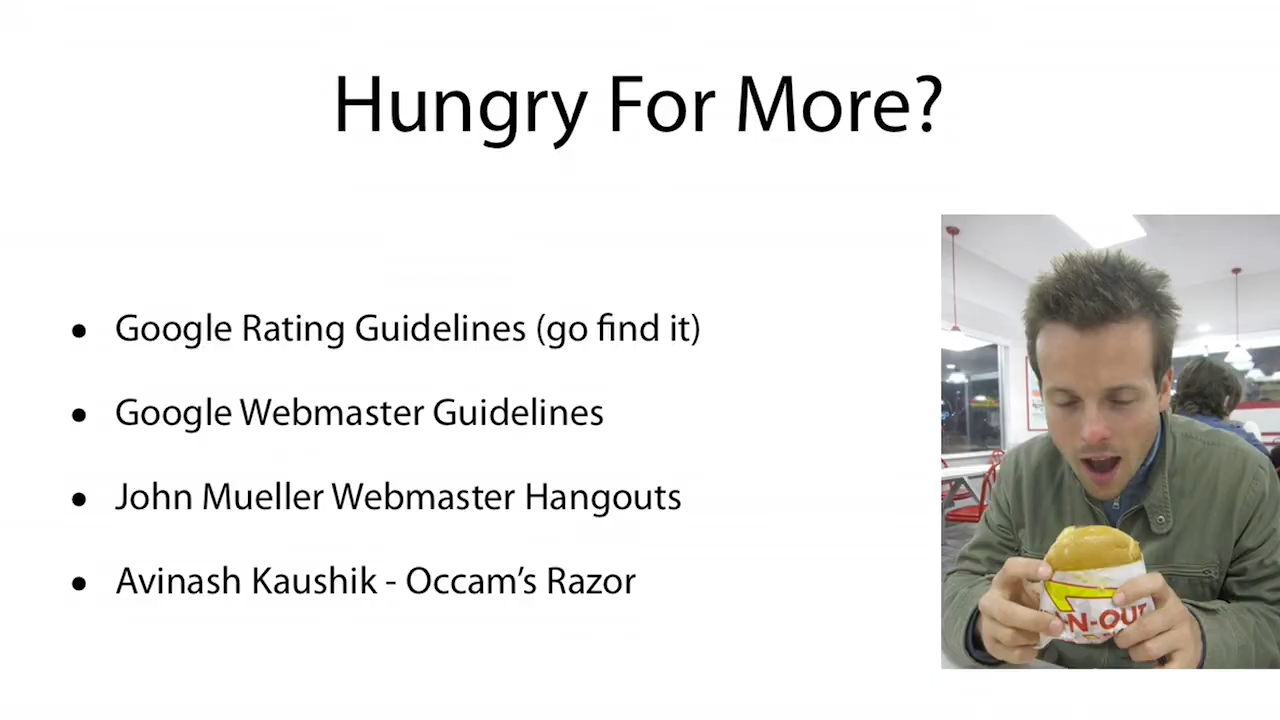 Hungry For More?
• Google Rating Guidelines (go find it)
• Google Webmaster Guidelines
• John Mueller Webmaster Hangouts
• Avinash Kaushik - Occam’s Razor
N-OUT